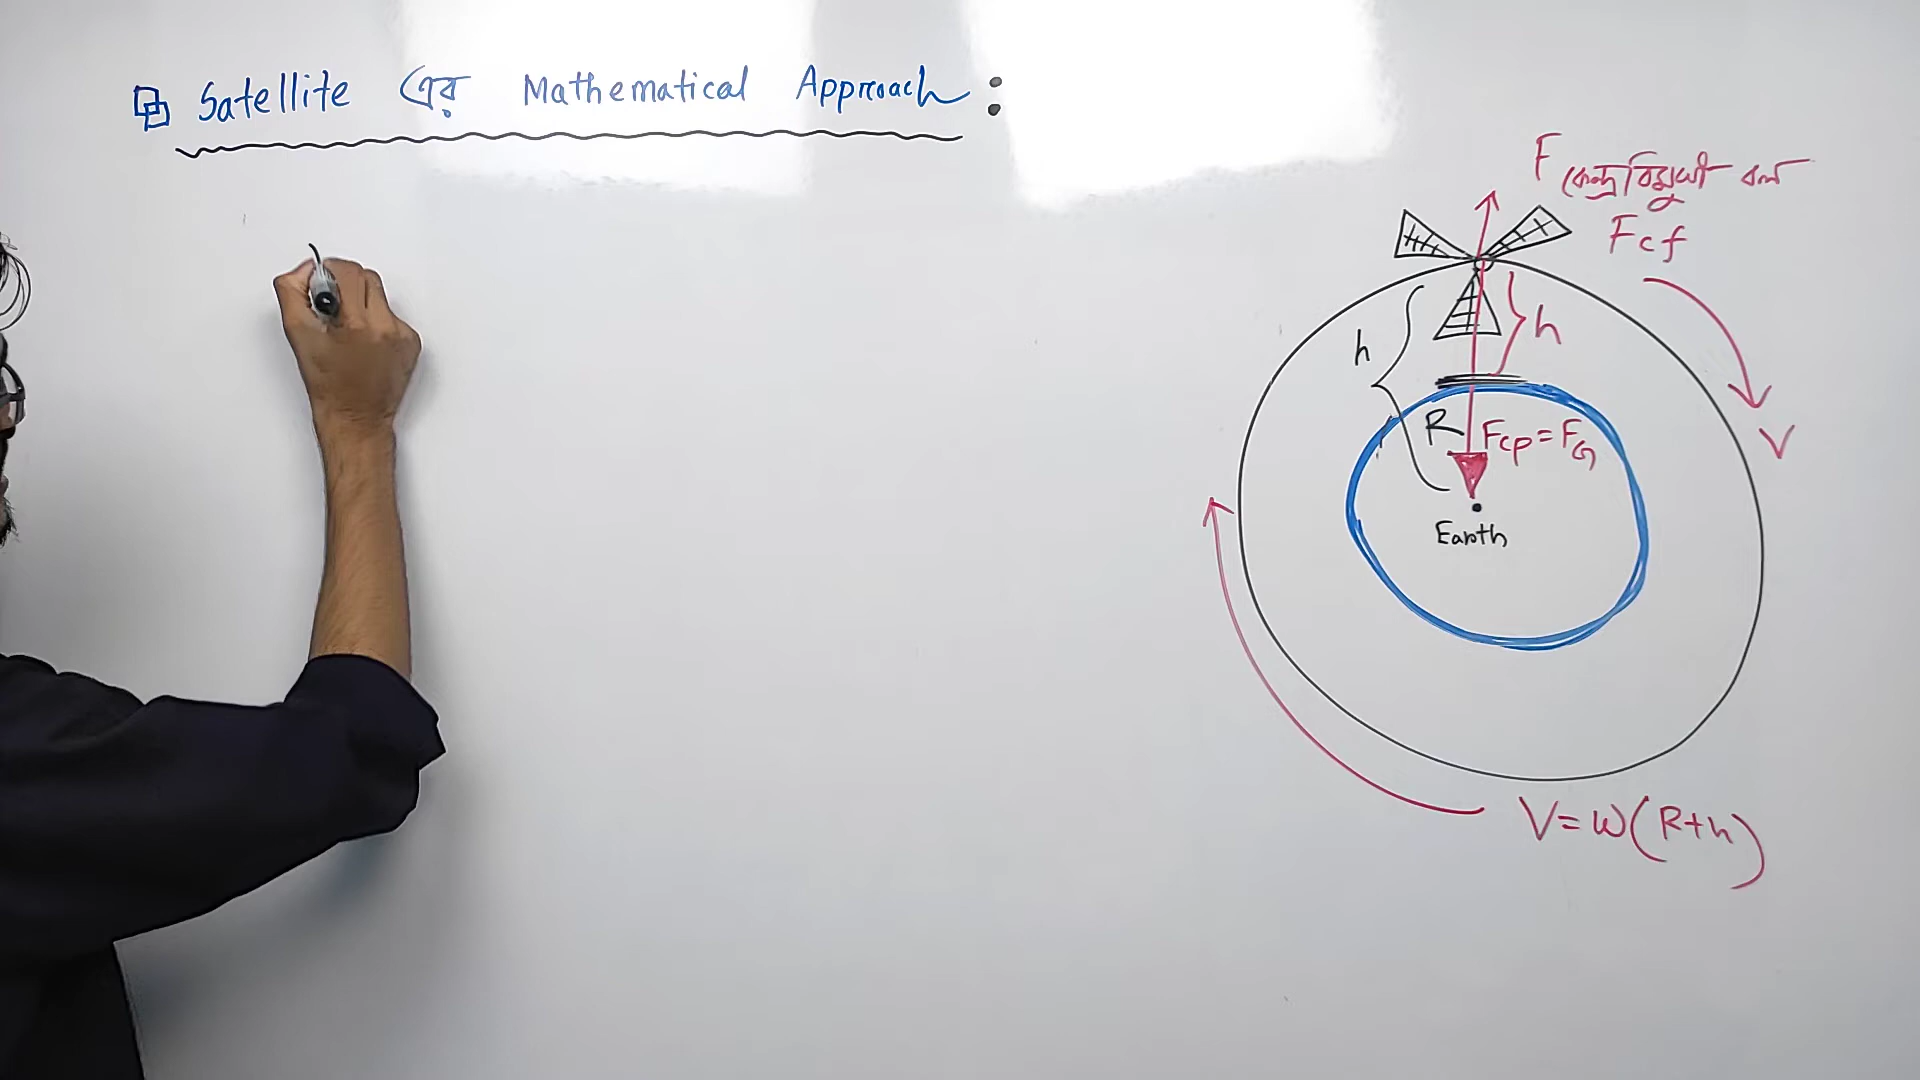 Satellite এর Mathematical Approach :
F কেন্দ্রবিমুখী বল
Fcf
h
h
V
R
Fcp = FG
Earth
V = ω(R+h)